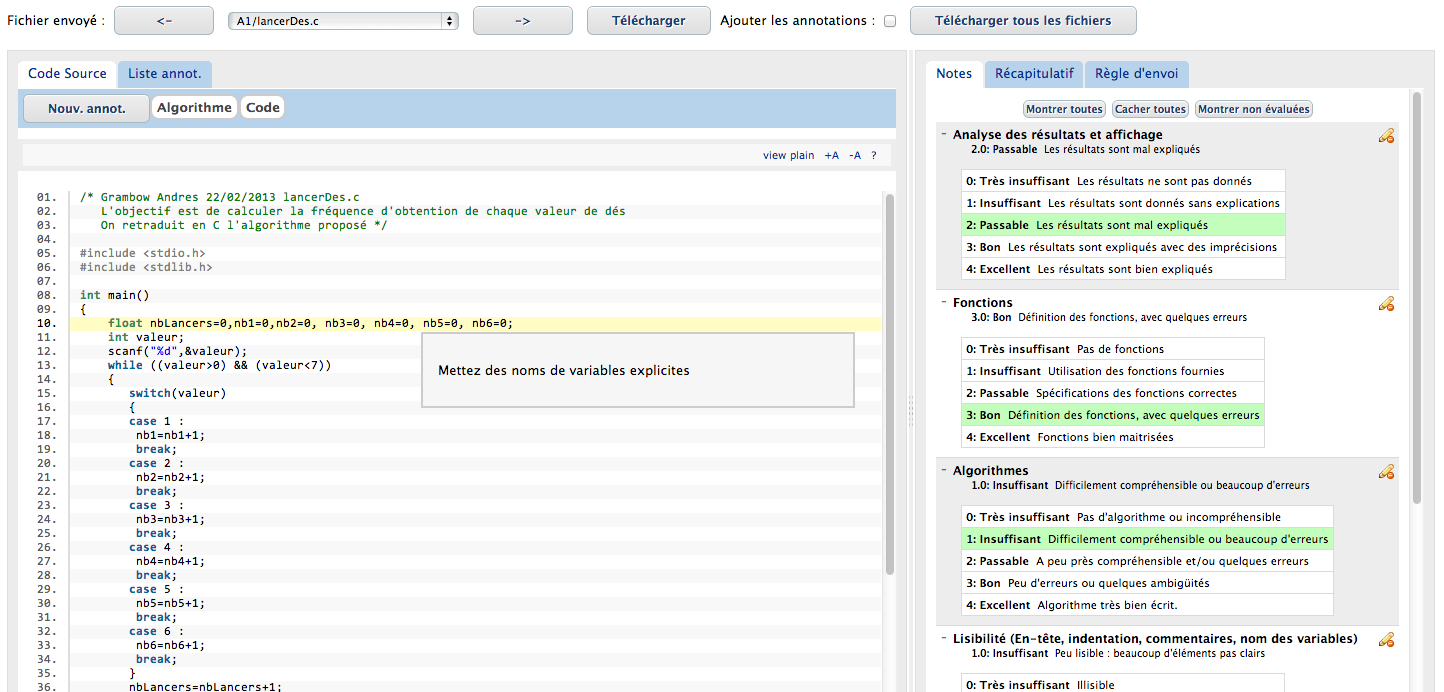 Fichier envoyé : <- A1/lancerDes.c -> Télécharger Ajouter les annotations : Télécharger tous les fichiers
Code Source Liste annot.
Nouv. annot. Algorithme Code
view plain +A -A ?
01. /* Grambow Andres 22/02/2013 lancerDes.c
02. L'objectif est de calculer la fréquence d'obtention de chaque valeur de dés
03. On retraduit en C l'algorithme proposé */
04.
05. #include <stdio.h>
06. #include <stdlib.h>
07.
08. int main()
09. {
10. float nbLancers=0,nb1=0,nb2=0, nb3=0, nb4=0, nb5=0, nb6=0;
11. int valeur;
12. scanf("%d",&valeur);
13. while ((valeur>0) && (valeur<7))
14. {
15. switch(valeur)
16. {
17. case 1 :
18. nb1=nb1+1;
19. break;
20. case 2 :
21. nb2=nb2+1;
22. break;
23. case 3 :
24. nb3=nb3+1;
25. break;
26. case 4 :
27. nb4=nb4+1;
28. break;
29. case 5 :
30. nb5=nb5+1;
31. break;
32. case 6 :
33. nb6=nb6+1;
34. break;
35. }
36. nbLancers=nbLancers+1;
Mettez des noms de variables explicites
Notes Récapitulatif Règle d'envoi
Montrer toutes Cacher toutes Montrer non évaluées
- Analyse des résultats et affichage
2.0: Passable Les résultats sont mal expliqués
0: Très insuffisant Les résultats ne sont pas donnés
1: Insuffisant Les résultats sont donnés sans explications
2: Passable Les résultats sont mal expliqués
3: Bon Les résultats sont expliqués avec des imprécisions
4: Excellent Les résultats sont bien expliqués
- Fonctions
3.0: Bon Définition des fonctions, avec quelques erreurs
0: Très insuffisant Pas de fonctions
1: Insuffisant Utilisation des fonctions fournies
2: Passable Spécifications des fonctions correctes
3: Bon Définition des fonctions, avec quelques erreurs
4: Excellent Fonctions bien maitrisées
- Algorithmes
1.0: Insuffisant Difficilement compréhensible ou beaucoup d'erreurs
0: Très insuffisant Pas d'algorithme ou incompréhensible
1: Insuffisant Difficilement compréhensible ou beaucoup d'erreurs
2: Passable A peu près compréhensible et/ou quelques erreurs
3: Bon Peu d'erreurs ou quelques ambigüités
4: Excellent Algorithme très bien écrit.
- Lisibilité (En-tête, indentation, commentaires, nom des variables)
1.0: Insuffisant Peu lisible : beaucoup d'éléments pas clairs
0: Très insuffisant Illisible